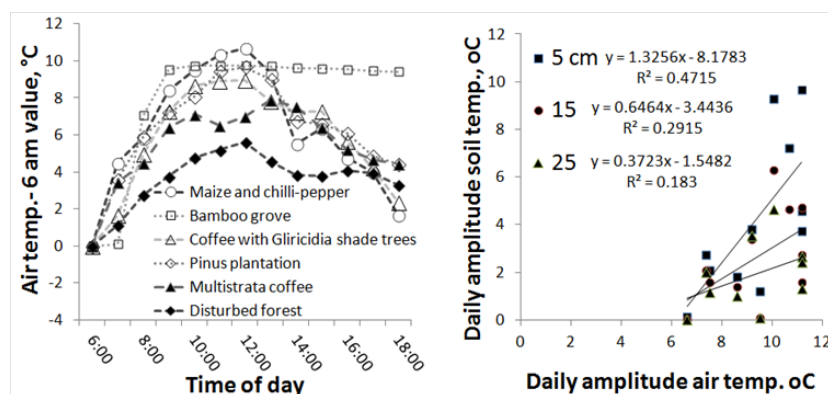 Air temp.- 6 am value, °C
12
10
8
6
4
2
0
-2
-4
6:00
8:00
10:00
12:00
14:00
16:00
18:00
Time of day
Maize and chilli-pepper
Bamboo grove
Coffee with Gliricidia shade trees
Pinus plantation
Multistrata coffee
Disturbed forest
Daily amplitude soil temp., oC
10
8
6
4
2
0
0 2 4 6 8 10 12
Daily amplitude air temp. oC
5 cm y = 1.3256x - 8.1783
R² = 0.4715
15 y = 0.6464x - 3.4436
R² = 0.2915
25 y = 0.3723x - 1.5482
R² = 0.183